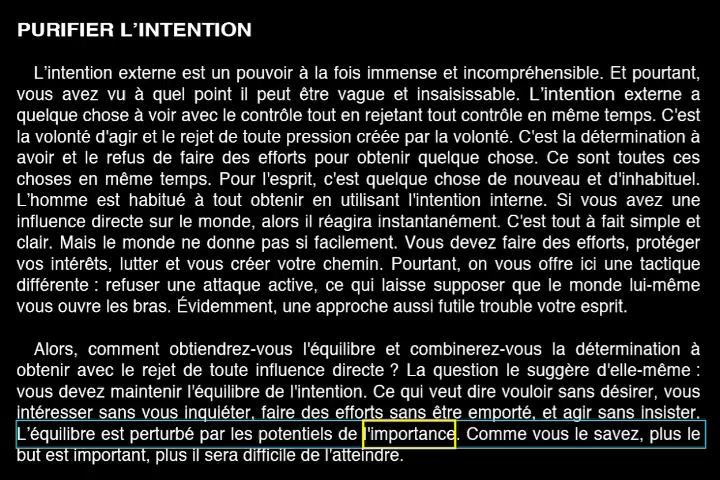 PURIFIER L'INTENTION
L'intention externe est un pouvoir à la fois immense et incompréhensible. Et pourtant,
vous avez vu à quel point il peut être vague et insaisissable. L'intention externe a
quelque chose à voir avec le contrôle tout en rejetant tout contrôle en même temps. C'est
la volonté d'agir et le rejet de toute pression créée par la volonté. C'est la détermination à
avoir et le refus de faire des efforts pour obtenir quelque chose. Ce sont toutes ces
choses en même temps. Pour l'esprit, c'est quelque chose de nouveau et d'inhabituel.
L'homme est habitué à tout obtenir en utilisant l'intention interne. Si vous avez une
influence directe sur le monde, alors il réagira instantanément. C'est tout à fait simple et
clair. Mais le monde ne donne pas si facilement. Vous devez faire des efforts, protéger
vos intérêts, lutter et vous créer votre chemin. Pourtant, on vous offre ici une tactique
différente : refuser une attaque active, ce qui laisse supposer que le monde lui-même
vous ouvre les bras. Évidemment, une approche aussi futile trouble votre esprit.
Alors, comment obtiendrez-vous l'équilibre et combinerez-vous la détermination à
obtenir avec le rejet de toute influence directe ? La question le suggère d'elle-même :
vous devez maintenir l'équilibre de l'intention. Ce qui veut dire vouloir sans désirer, vous
intéresser sans vous inquiéter, faire des efforts sans être emporté, et agir sans insister.
L'équilibre est perturbé par les potentiels de l'importance. Comme vous le savez, plus le
but est important, plus il sera difficile de l'atteindre.